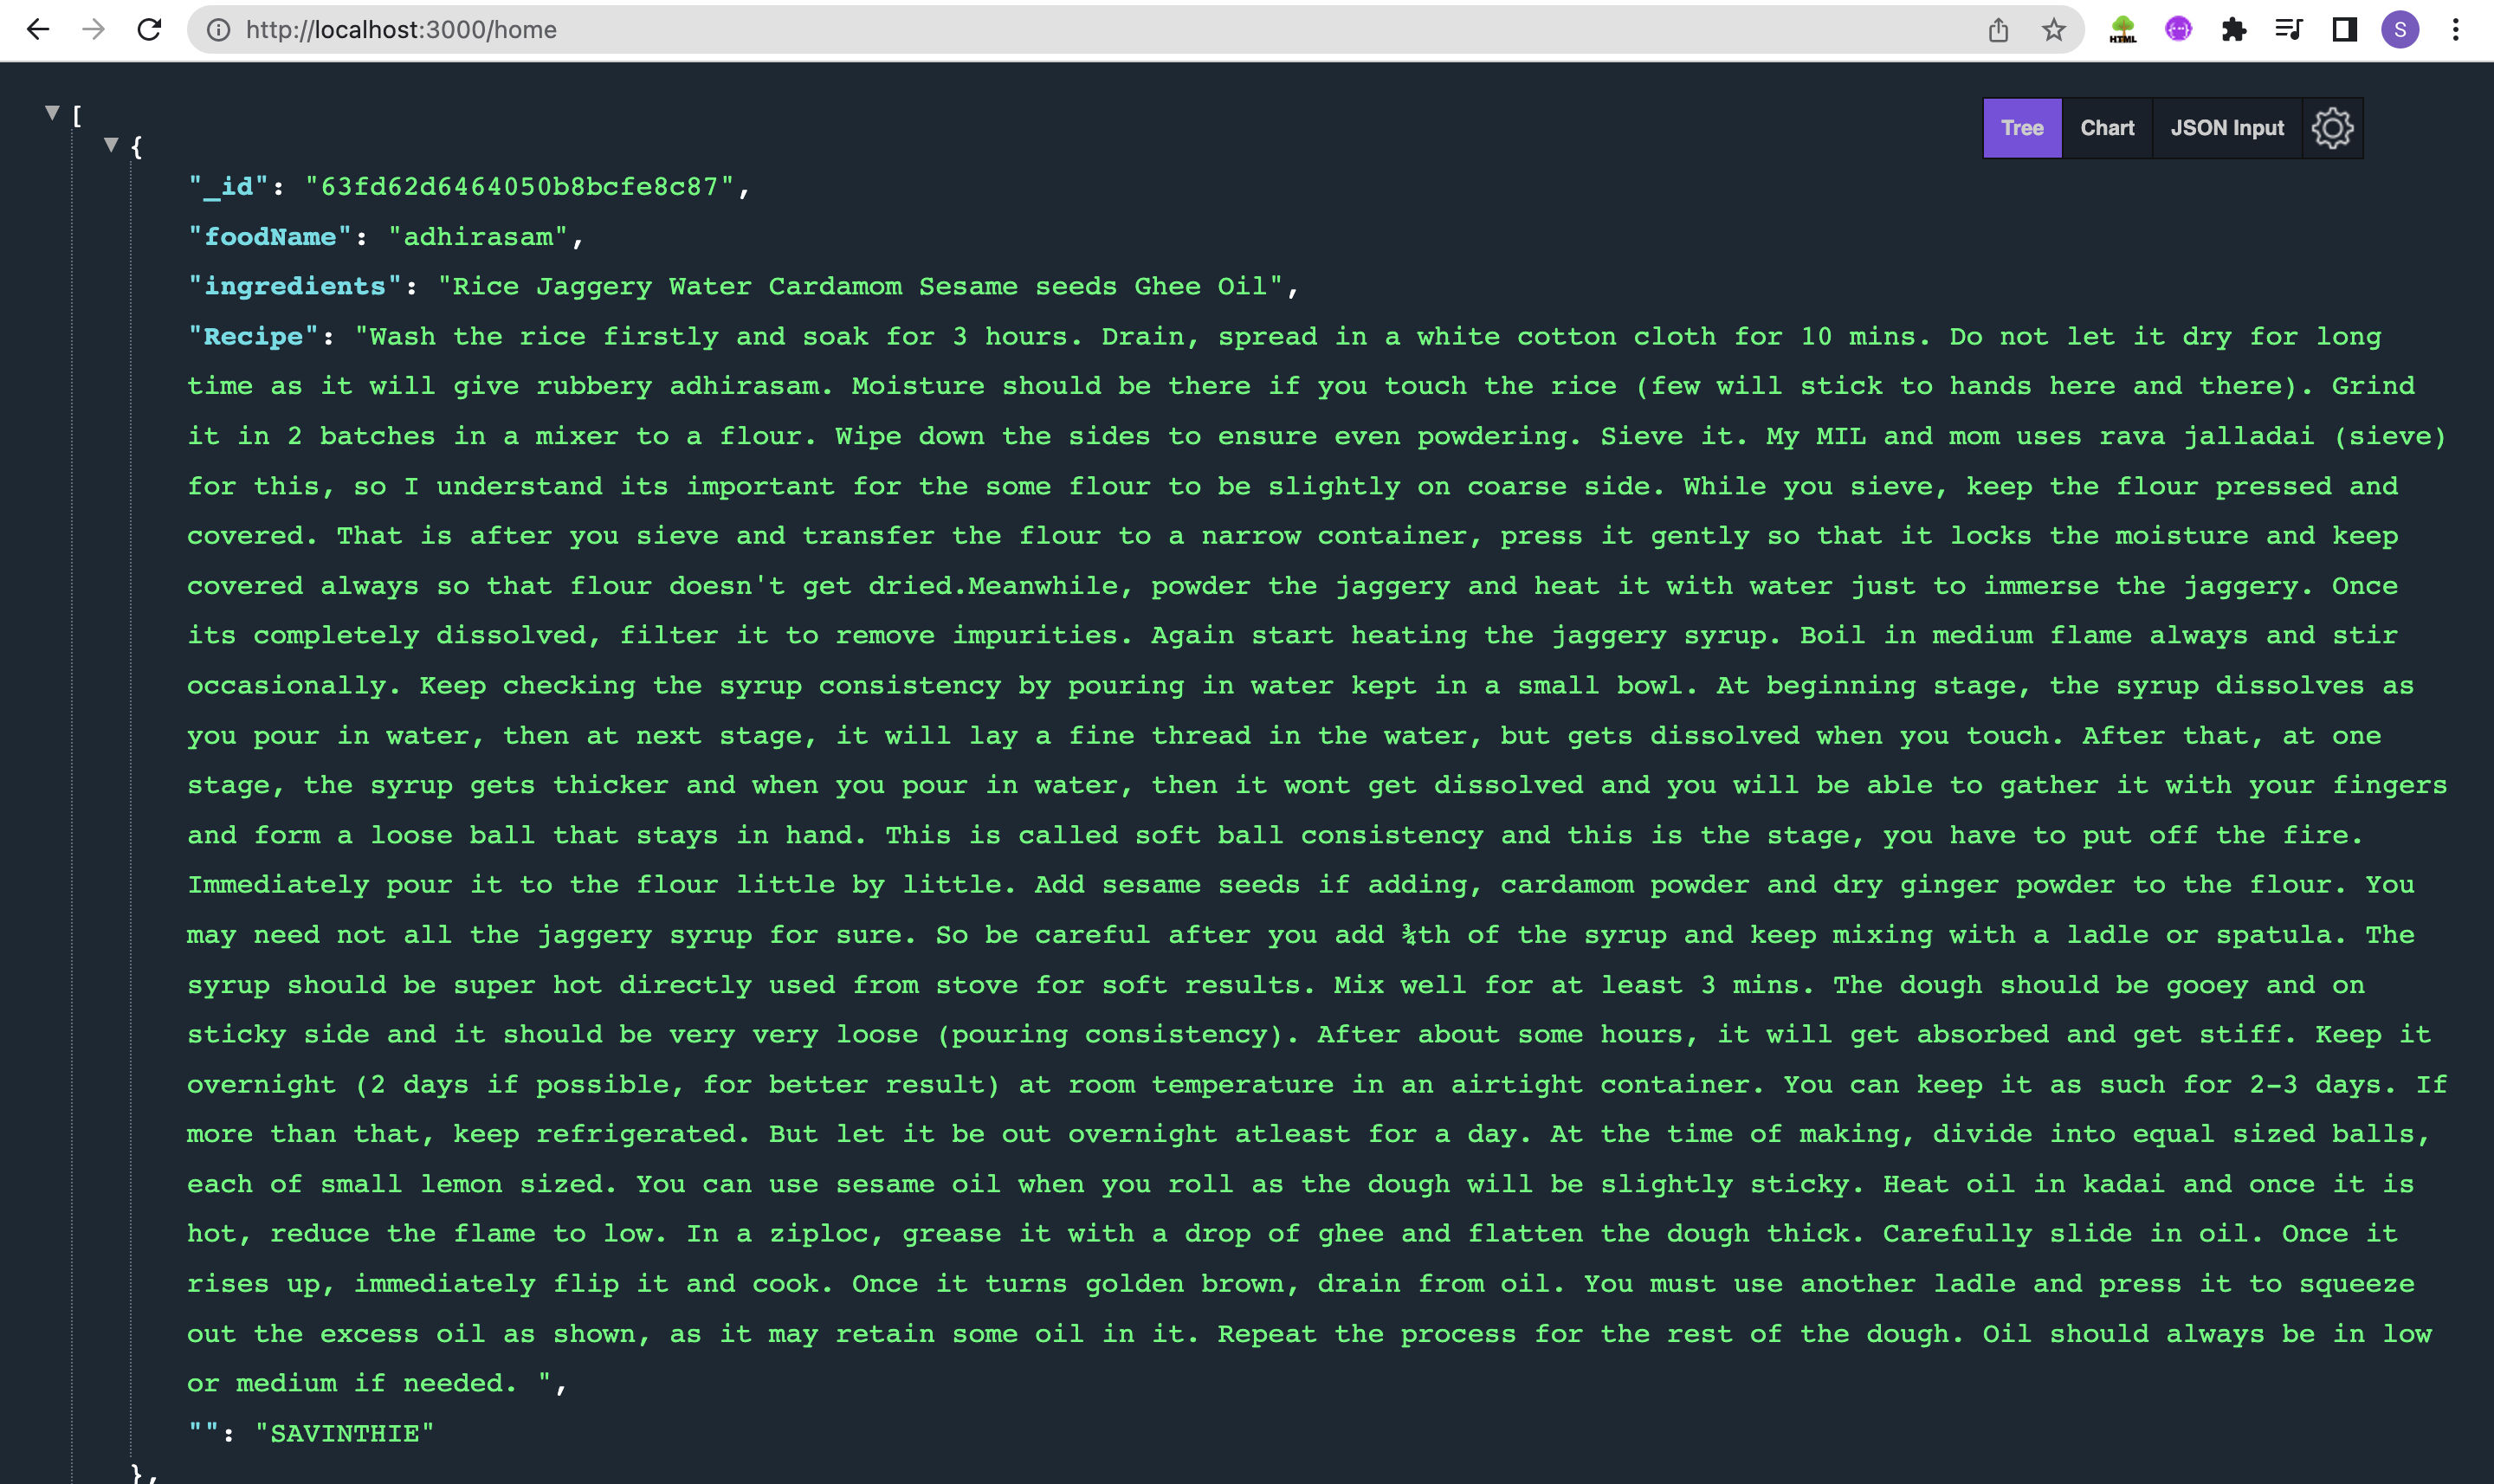 http://localhost:3000/home
HTML
S
Tree Chart JSON Input
[
{
"_id": "63fd62d6464050b8bcfe8c87",
"foodName": "adhirasam",
"ingredients": "Rice Jaggery Water Cardamom Sesame seeds Ghee Oil",
"Recipe": "Wash the rice firstly and soak for 3 hours. Drain, spread in a white cotton cloth for 10 mins. Do not let it dry for long
time as it will give rubbery adhirasam. Moisture should be there if you touch the rice (few will stick to hands here and there). Grind
it in 2 batches in a mixer to a flour. Wipe down the sides to ensure even powdering. Sieve it. My MIL and mom uses rava jalladai (sieve)
for this, so I understand its important for the some flour to be slightly on coarse side. While you sieve, keep the flour pressed and
covered. That is after you sieve and transfer the flour to a narrow container, press it gently so that it locks the moisture and keep
covered always so that flour doesn't get dried.Meanwhile, powder the jaggery and heat it with water just to immerse the jaggery. Once
its completely dissolved, filter it to remove impurities. Again start heating the jaggery syrup. Boil in medium flame always and stir
occasionally. Keep checking the syrup consistency by pouring in water kept in a small bowl. At beginning stage, the syrup dissolves as
you pour in water, then at next stage, it will lay a fine thread in the water, but gets dissolved when you touch. After that, at one
stage, the syrup gets thicker and when you pour in water, then it wont get dissolved and you will be able to gather it with your fingers
and form a loose ball that stays in hand. This is called soft ball consistency and this is the stage, you have to put off the fire.
Immediately pour it to the flour little by little. Add sesame seeds if adding, cardamom powder and dry ginger powder to the flour. You
may need not all the jaggery syrup for sure. So be careful after you add ¾th of the syrup and keep mixing with a ladle or spatula. The
syrup should be super hot directly used from stove for soft results. Mix well for at least 3 mins. The dough should be gooey and on
sticky side and it should be very very loose (pouring consistency). After about some hours, it will get absorbed and get stiff. Keep it
overnight (2 days if possible, for better result) at room temperature in an airtight container. You can keep it as such for 2-3 days. If
more than that, keep refrigerated. But let it be out overnight atleast for a day. At the time of making, divide into equal sized balls,
each of small lemon sized. You can use sesame oil when you roll as the dough will be slightly sticky. Heat oil in kadai and once it is
hot, reduce the flame to low. In a ziploc, grease it with a drop of ghee and flatten the dough thick. Carefully slide in oil. Once it
rises up, immediately flip it and cook. Once it turns golden brown, drain from oil. You must use another ladle and press it to squeeze
out the excess oil as shown, as it may retain some oil in it. Repeat the process for the rest of the dough. Oil should always be in low
or medium if needed. ",
"": "SAVINTHIE"
},